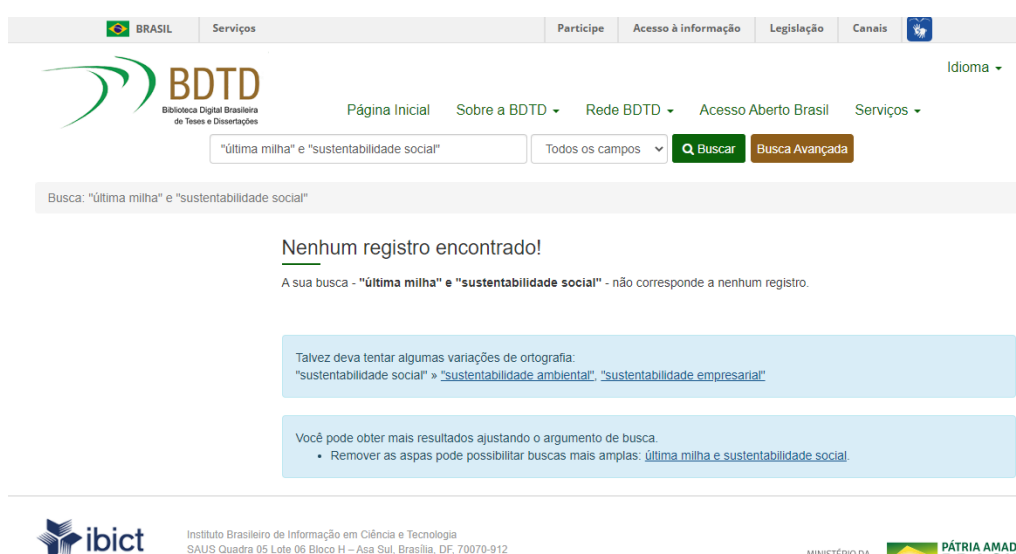 BRASIL Serviços Participe Acesso à informação Legislação Canais
Idioma
BDTD
Biblioteca Digital Brasileira
de Teses e Dissertações
Página Inicial Sobre a BDTD Rede BDTD Acesso Aberto Brasil Serviços
"última milha" e "sustentabilidade social" Todos os campos Buscar Busca Avançada
Busca: "última milha" e "sustentabilidade social"
Nenhum registro encontrado!
A sua busca - "última milha" e "sustentabilidade social" - não corresponde a nenhum registro.
Talvez deva tentar algumas variações de ortografia:
"sustentabilidade social" » "sustentabilidade ambiental", "sustentabilidade empresarial"
Você pode obter mais resultados ajustando o argumento de busca.
• Remover as aspas pode possibilitar buscas mais amplas: última milha e sustentabilidade social.
ibict
Instituto Brasileiro de Informação em Ciência e Tecnologia
SAUS Quadra 05 Lote 06 Bloco H – Asa Sul, Brasília, DF, 70070-912
MINISTÉRIO DA
PÁTRIA AMAD